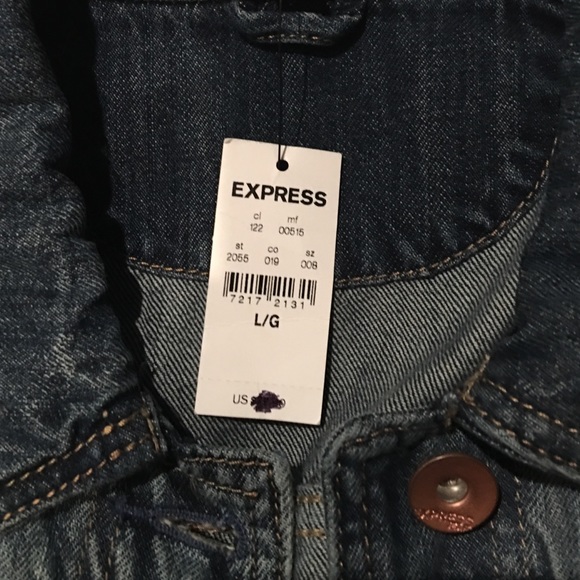 EXPRESS
cl mf
122 00515
st co sz
2055 019 008
7217 2131
L/G
US